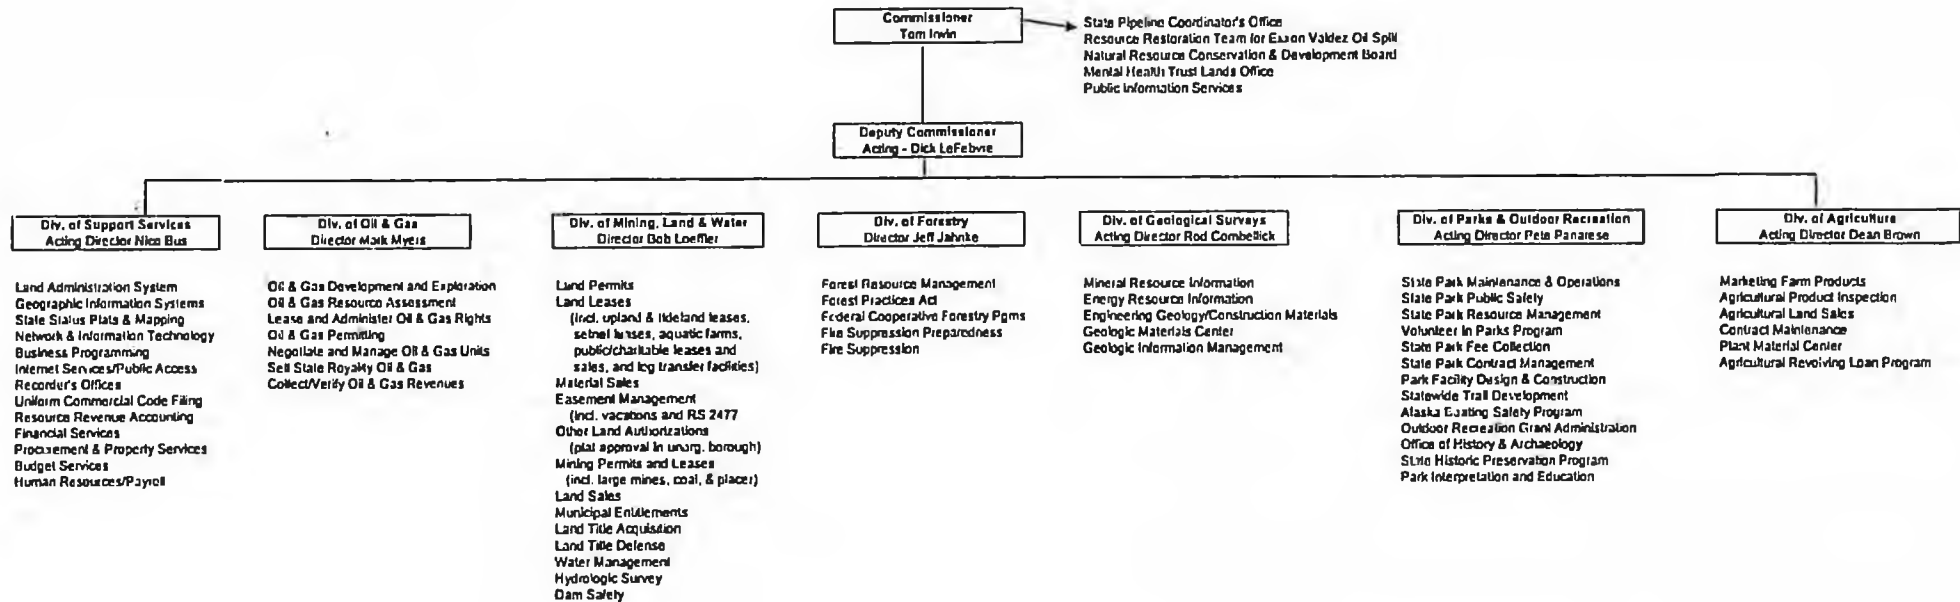 Commissioner
Tom Irwin
State Pipeline Coordinator's Office
Resource Restoration Team for Exxon Valdez Oil Spill
Natural Resource Conservation & Development Board
Mental Health Trust Lands Office
Public Information Services
Deputy Commissioner
Acting - Dick LeFebvre
Div. of Support Services
Acting Director Nico Bus
Land Administration System
Geographic Information Systems
State Status Plats & Mapping
Network & Information Technology
Business Programming
Internet Services/Public Access
Recorder's Offices
Uniform Commercial Code Filing
Resource Revenue Accounting
Financial Services
Procurement & Property Services
Budget Services
Human Resources/Payroll
Div. of Oil & Gas
Director Mark Myers
Oil & Gas Development and Exploration
Oil & Gas Resource Assessment
Lease and Administer Oil & Gas Rights
Oil & Gas Permitting
Negotiate and Manage Oil & Gas Units
Sell State Royalty Oil & Gas
Collect/Verify Oil & Gas Revenues
Div. of Mining, Land & Water
Director Bob Loeffler
Land Permits
Land Leases
(incl. upland & tideland leases,
setnet leases, aquatic farms,
public/charitable leases and
sales, and log transfer facilities)
Material Sales
Easement Management
(incl. vacations and RS 2477
Other Land Authorizations
(plat approval in unorg. borough)
Mining Permits and Leases
(incl. large mines, coal, & placer)
Land Sales
Municipal Entitlements
Land Title Acquisition
Land Title Defense
Water Management
Hydrologic Survey
Dam Safety
Div. of Forestry
Director Jeff Jahnke
Forest Resource Management
Forest Practices Act
Federal Cooperative Forestry Pgms
Fire Suppression Preparedness
Fire Suppression
Div. of Geological Surveys
Acting Director Rod Combellick
Mineral Resource Information
Energy Resource Information
Engineering Geology/Construction Materials
Geologic Materials Center
Geologic Information Management
Div. of Parks & Outdoor Recreation
Acting Director Pete Panarese
State Park Maintenance & Operations
State Park Public Safety
State Park Resource Management
Volunteer in Parks Program
State Park Fee Collection
State Park Contract Management
Park Facility Design & Construction
Statewide Trail Development
Alaska Boating Safety Program
Outdoor Recreation Grant Administration
Office of History & Archaeology
State Historic Preservation Program
Park Interpretation and Education
Div. of Agriculture
Acting Director Dean Brown
Marketing Farm Products
Agricultural Product Inspection
Agricultural Land Sales
Contract Maintenance
Plant Material Center
Agricultural Revolving Loan Program